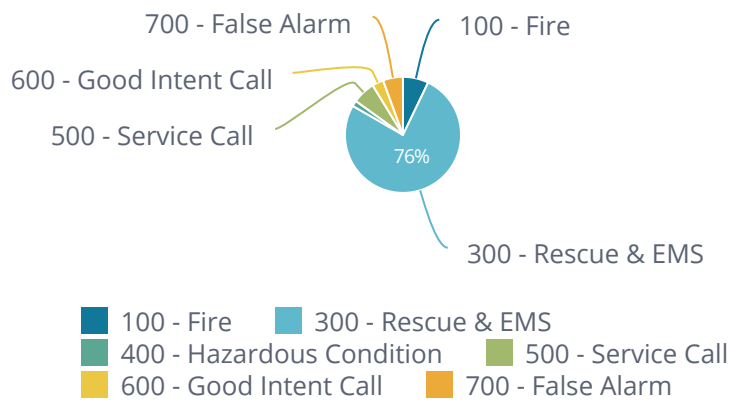 700 - False Alarm
100 - Fire
600 - Good Intent Call
500 - Service Call
76%
300 - Rescue & EMS
100 - Fire
300 - Rescue & EMS
400 - Hazardous Condition
500 - Service Call
600 - Good Intent Call
700 - False Alarm